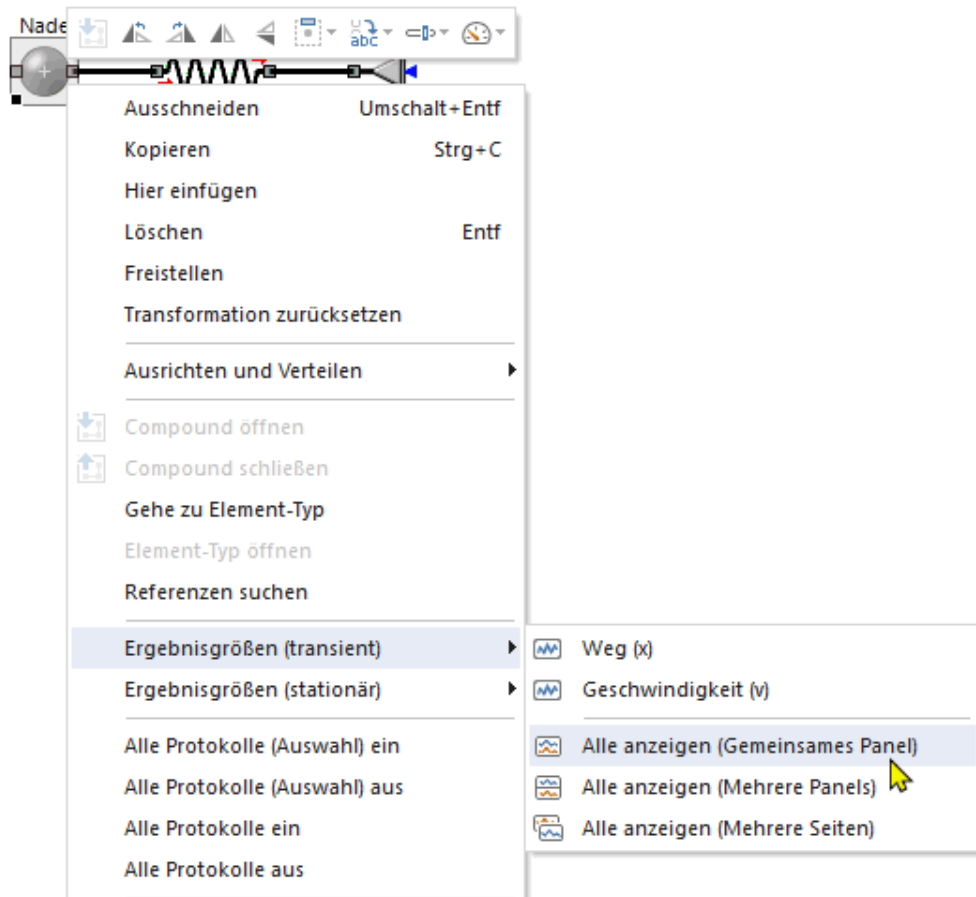 Nade
abc
Ausschneiden Umschalt+Entf
Kopieren Strg+C
Hier einfügen
Löschen Entf
Freistellen
Transformation zurücksetzen
Ausrichten und Verteilen
Compound öffnen
Compound schließen
Gehe zu Element-Typ
Element-Typ öffnen
Referenzen suchen
Ergebnisgrößen (transient)
Weg (x)
Ergebnisgrößen (stationär)
Geschwindigkeit (v)
Alle Protokolle (Auswahl) ein
Alle anzeigen (Gemeinsames Panel)
Alle Protokolle (Auswahl) aus
Alle anzeigen (Mehrere Panels)
Alle Protokolle ein
Alle anzeigen (Mehrere Seiten)
Alle Protokolle aus